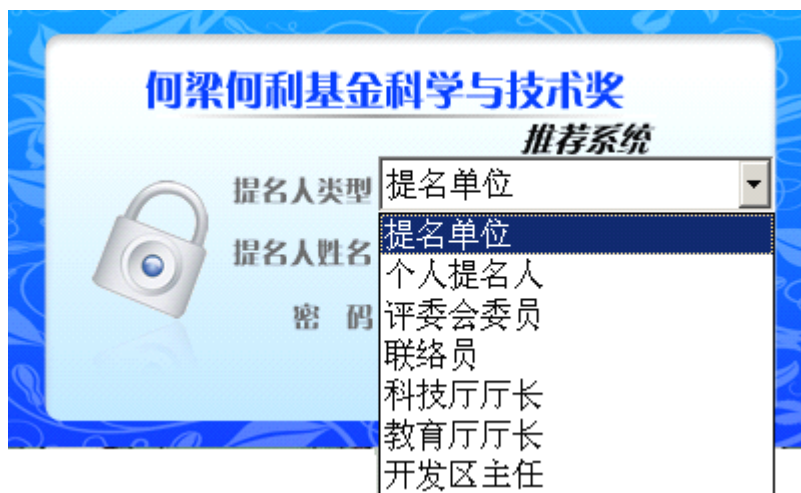 何梁何利基金科学与技术奖
推荐系统
提名人类型 提名单位
提名单位
提名人姓名
个人提名人
密 码 评委会委员
联络员
科技厅厅长
教育厅厅长
开发区主任